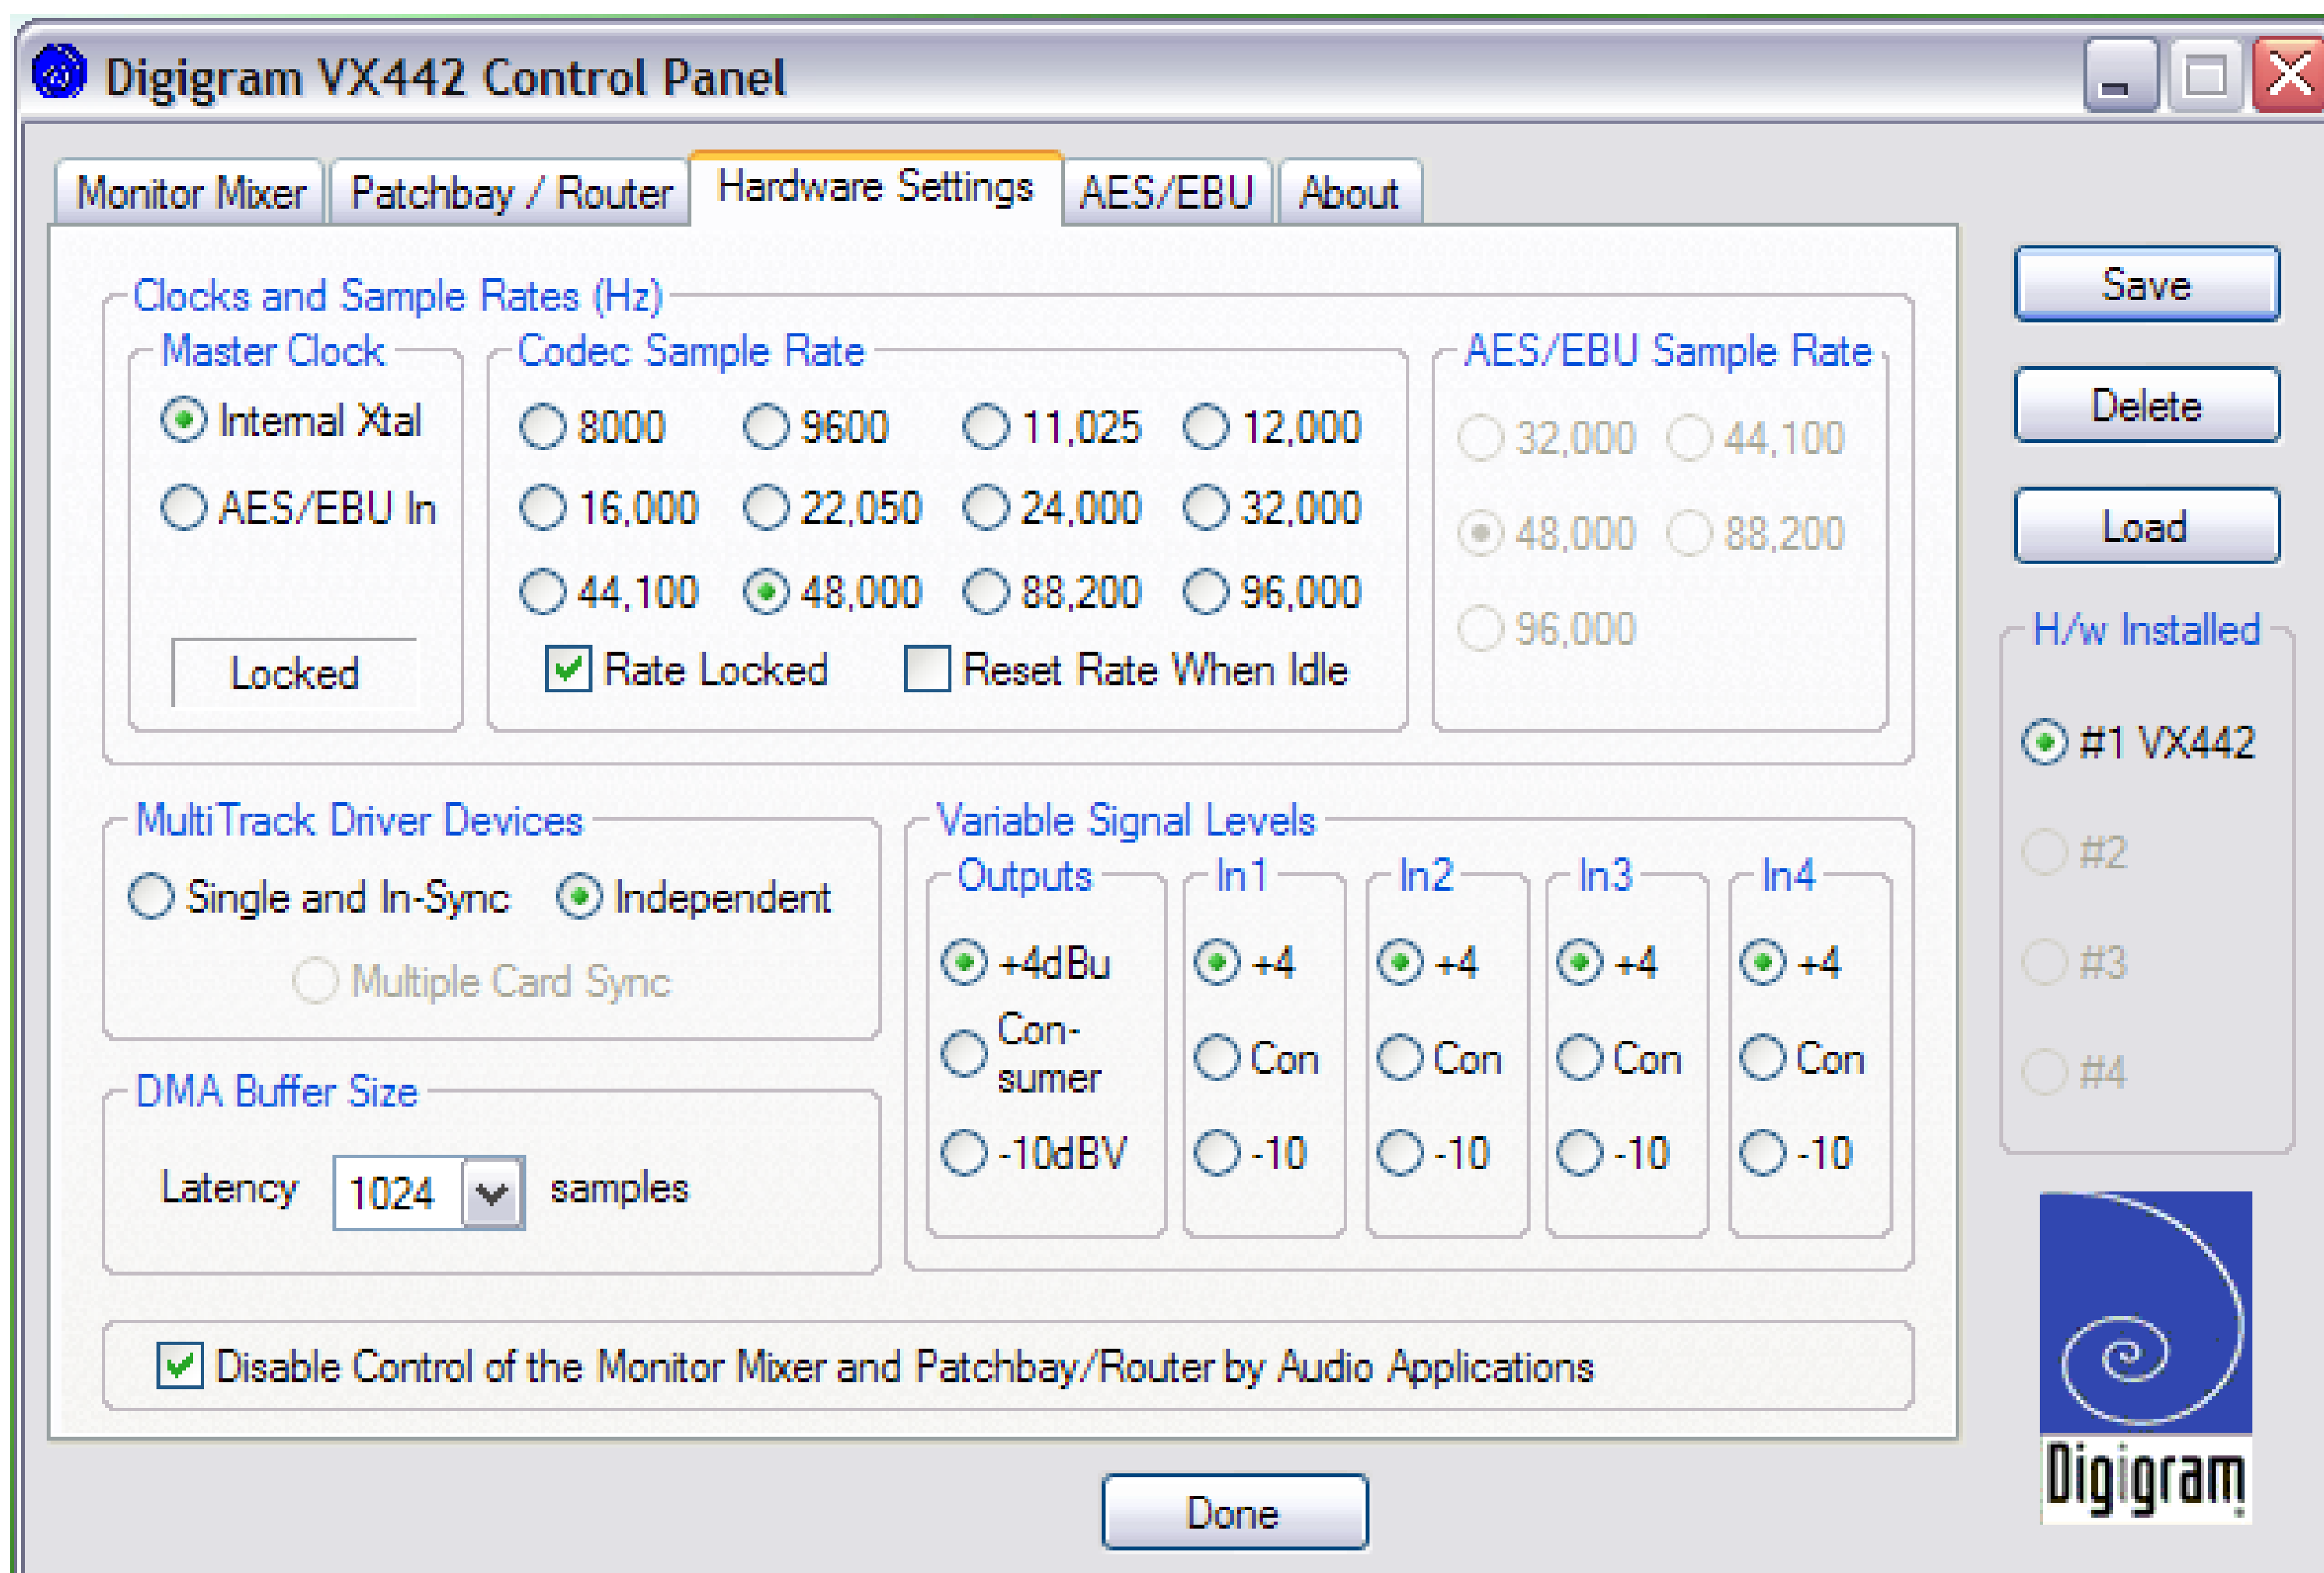 Digigram VX442 Control Panel
Monitor Mixer Patchbay / Router Hardware Settings AES/EBU About
Clocks and Sample Rates (Hz)
Master Clock
Internal Xtal
AES/EBU In
Locked
Codec Sample Rate
8000 9600 11,025 12,000
16,000 22,050 24,000 32,000
44,100 48,000 88,200 96,000
Rate Locked Reset Rate When Idle
AES/EBU Sample Rate
32,000 44,100
48,000 88,200
96,000
MultiTrack Driver Devices
Single and In-Sync Independent
Multiple Card Sync
DMA Buffer Size
Latency 1024 samples
Variable Signal Levels
Outputs
+4dBu
Con-
sumer
-10dBV
In1
+4
Con
-10
In2
+4
Con
-10
In3
+4
Con
-10
In4
+4
Con
-10
Disable Control of the Monitor Mixer and Patchbay/Router by Audio Applications
Save
Delete
Load
H/w Installed
#1 VX442
#2
#3
#4
Digigram
Done